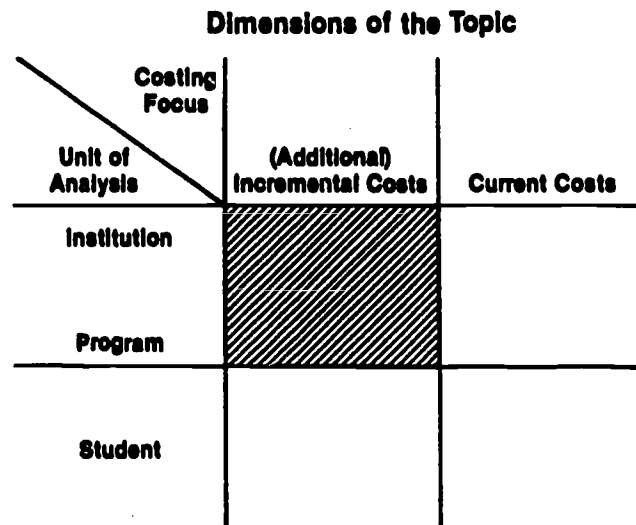 Dimensions of the Topic
Costing
Focus
Unit of
Analysis
(Additional)
Incremental Costs
Current Costs
Institution
Program
Student